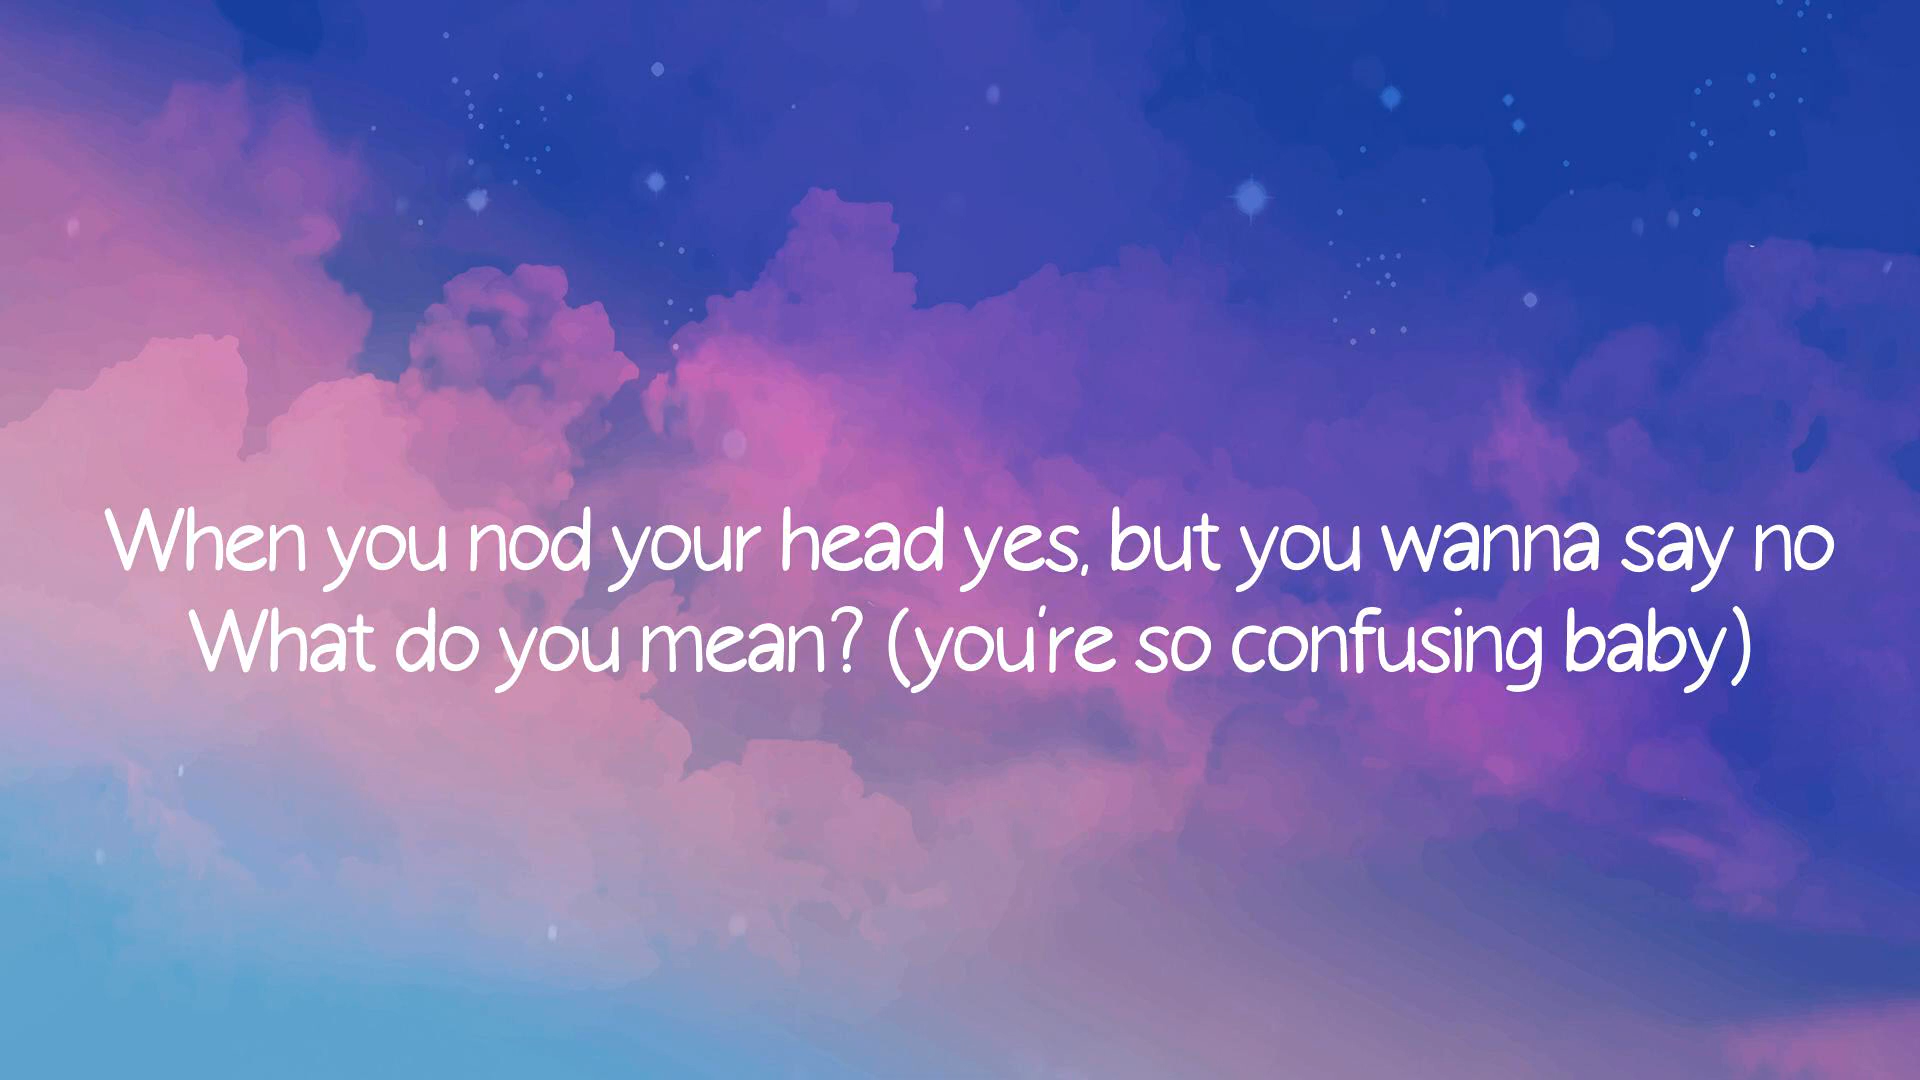 When you nod your head yes, but you wanna say no
What do you mean? (you're so confusing baby)